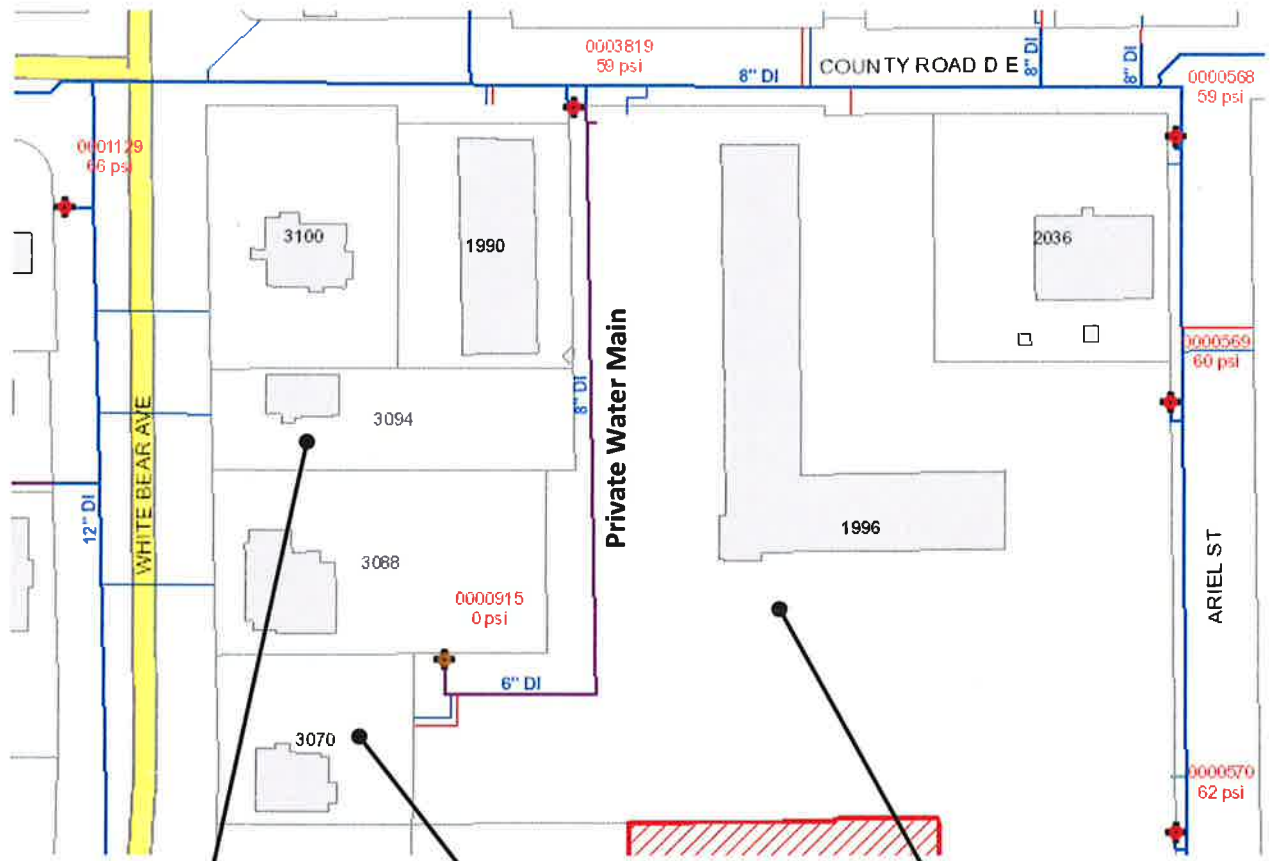 0003819
59 psi
8" DI
COUNTY ROAD D E
8" DI
8" DI
0000568
59 psi
0001129
66 psi
3100
1990
2036
Private Water Main
0000569
60 psi
8" DI
3094
WHITE BEAR AVE
12" DI
3088
1996
ARIEL ST
0000915
0 psi
6" DI
3070
0000570
62 psi